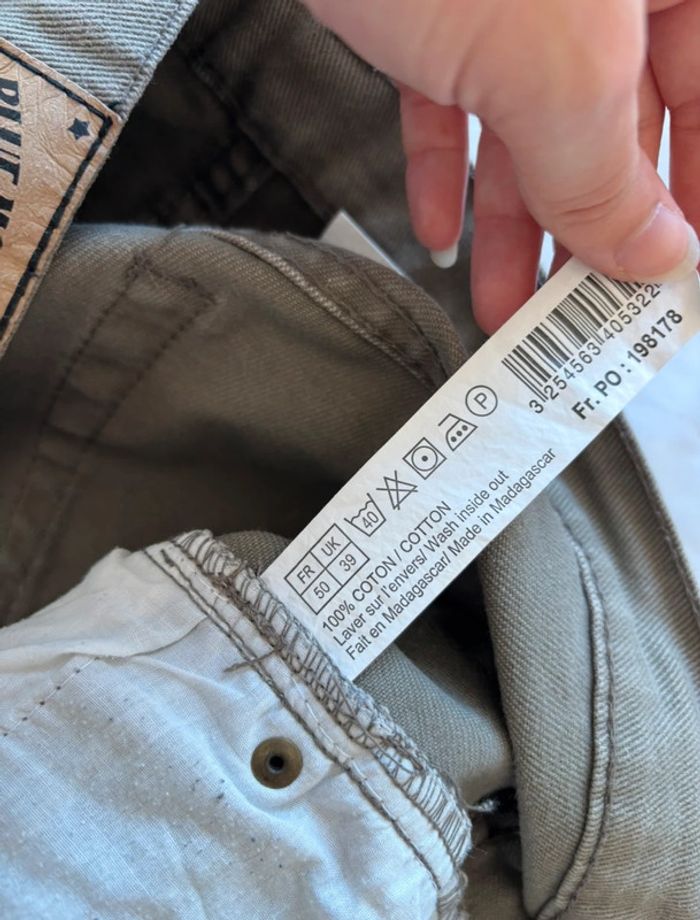 3 254563 405322
Fr. PO : 198178
40
P
FR UK
50 39
100% COTON / COTTON
Laver sur l'envers/ Wash inside out
Fait en Madagascar/ Made in Madagascar